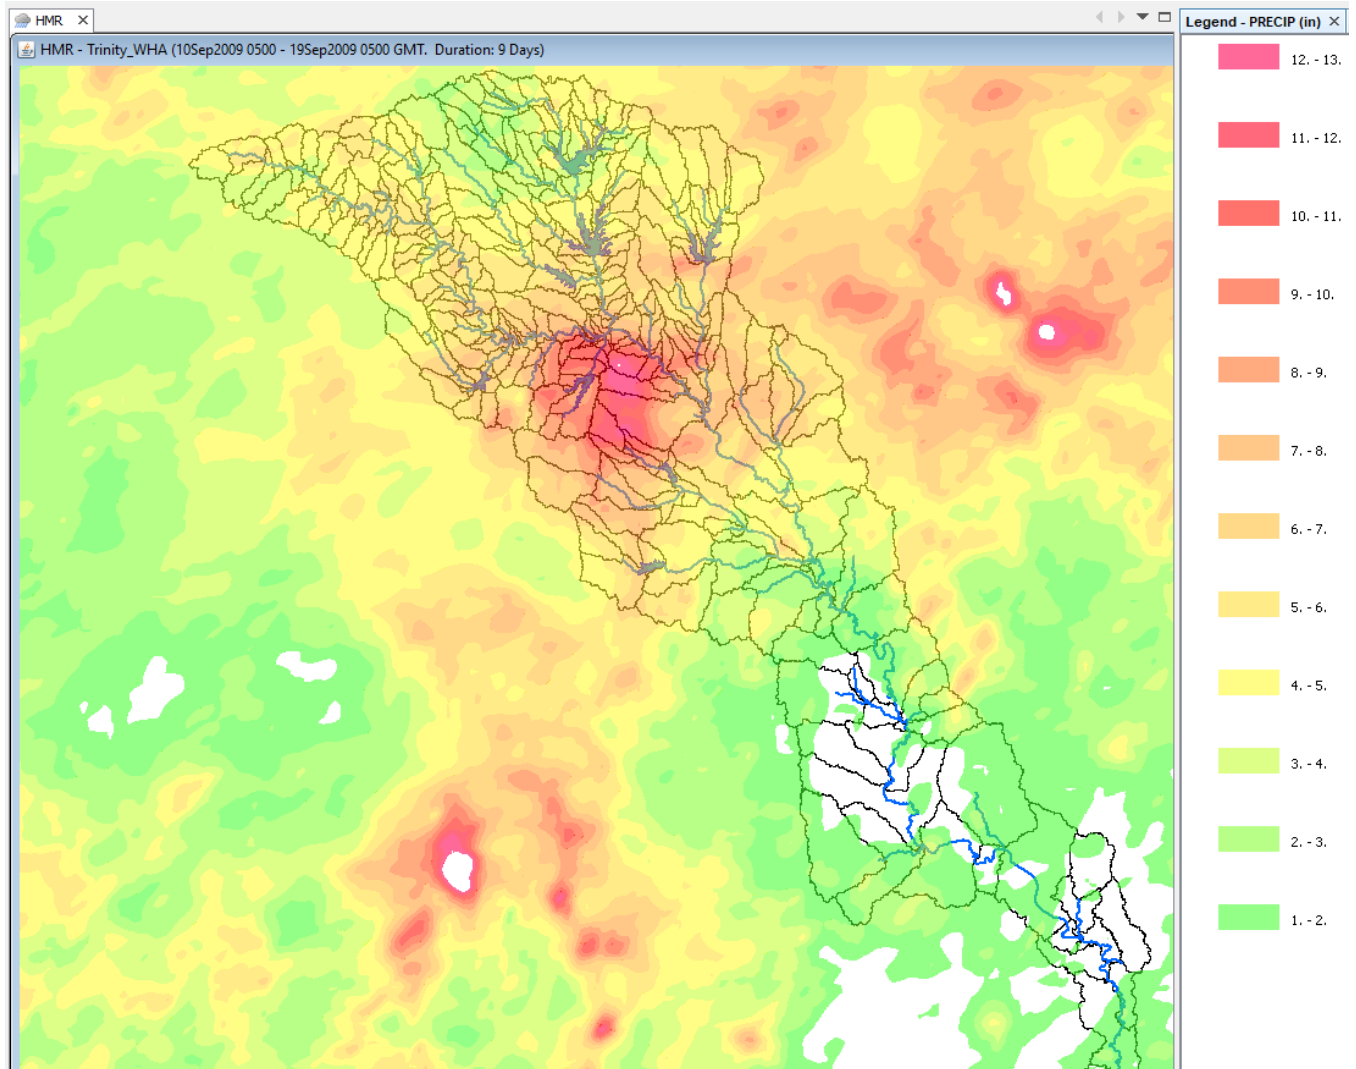 HMR
Legend - PRECIP (in)
HMR - Trinity_WHA (10Sep2009 0500 - 19Sep2009 0500 GMT. Duration: 9 Days)
12. - 13.
11. - 12.
10. - 11.
9. - 10.
8. - 9.
7. - 8.
6. - 7.
5. - 6.
4. - 5.
3. - 4.
2. - 3.
1. - 2.